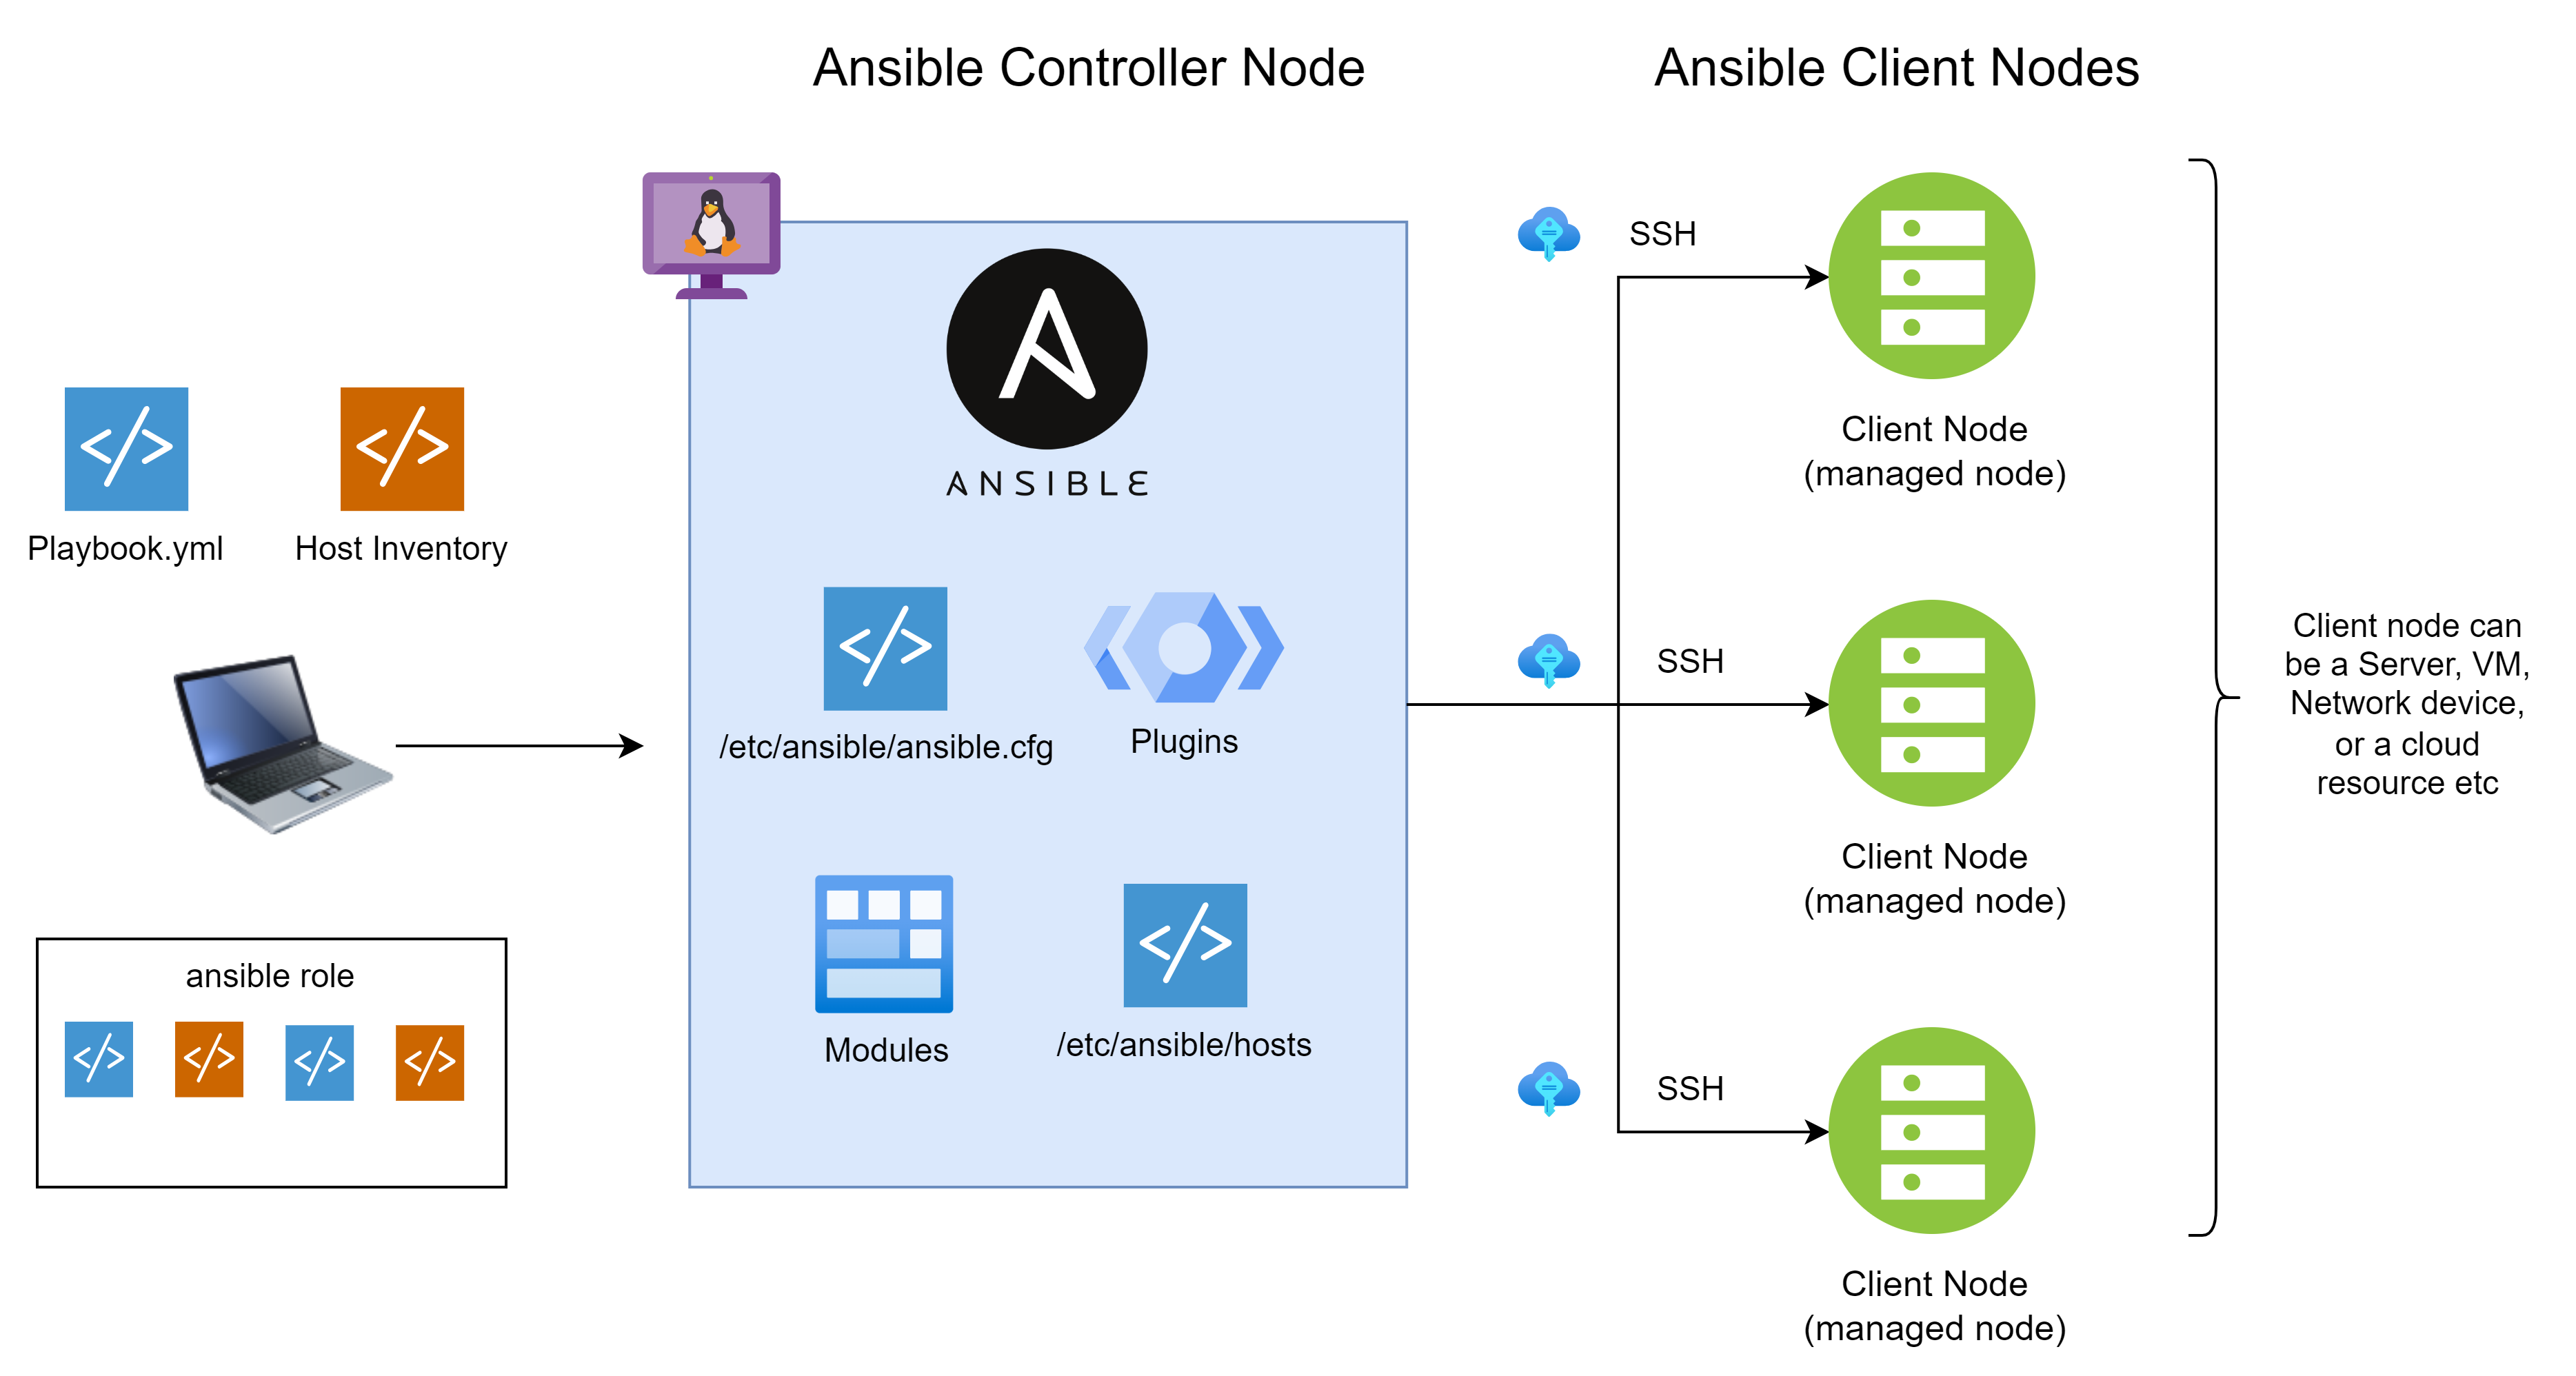 Ansible Controller Node
Ansible Client Nodes
Playbook.yml
Host Inventory
ansible role
ANSIBLE
/etc/ansible/ansible.cfg
Plugins
Modules
/etc/ansible/hosts
SSH
Client Node
(managed node)
SSH
Client Node
(managed node)
SSH
Client Node
(managed node)
Client node can
be a Server, VM,
Network device,
or a cloud
resource etc